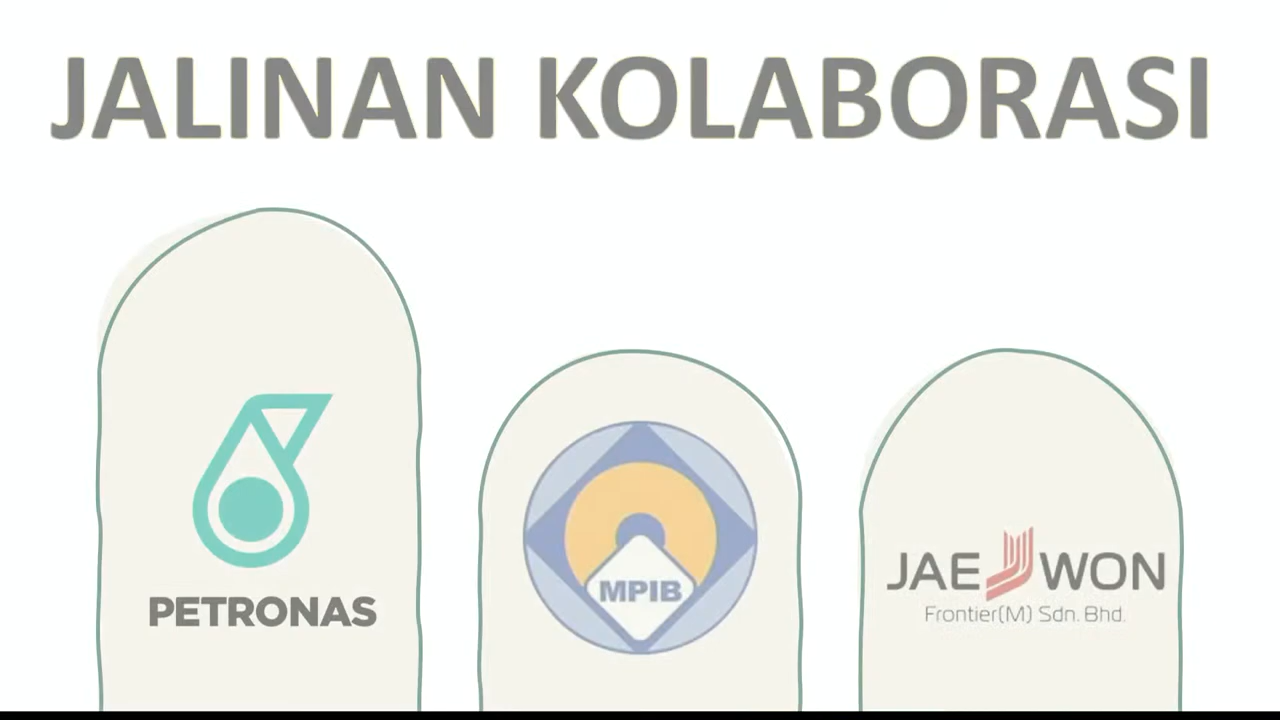 JALINAN KOLABORASI
PETRONAS
MPIB
JAE WON
Frontier(M) Sdn. Bhd.